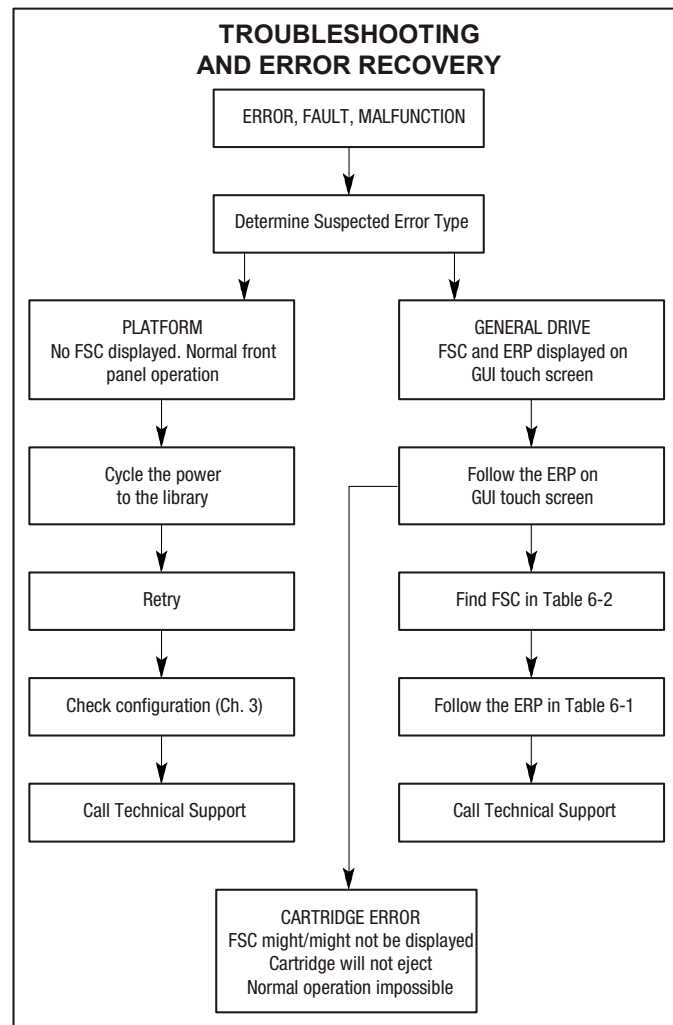 TROUBLESHOOTING
AND ERROR RECOVERY
ERROR, FAULT, MALFUNCTION
Determine Suspected Error Type
PLATFORM
No FSC displayed. Normal front
panel operation
GENERAL DRIVE
FSC and ERP displayed on
GUI touch screen
Cycle the power
to the library
Follow the ERP on
GUI touch screen
Retry
Find FSC in Table 6-2
Check configuration (Ch. 3)
Follow the ERP in Table 6-1
Call Technical Support
Call Technical Support
CARTRIDGE ERROR
FSC might/might not be displayed
Cartridge will not eject
Normal operation impossible